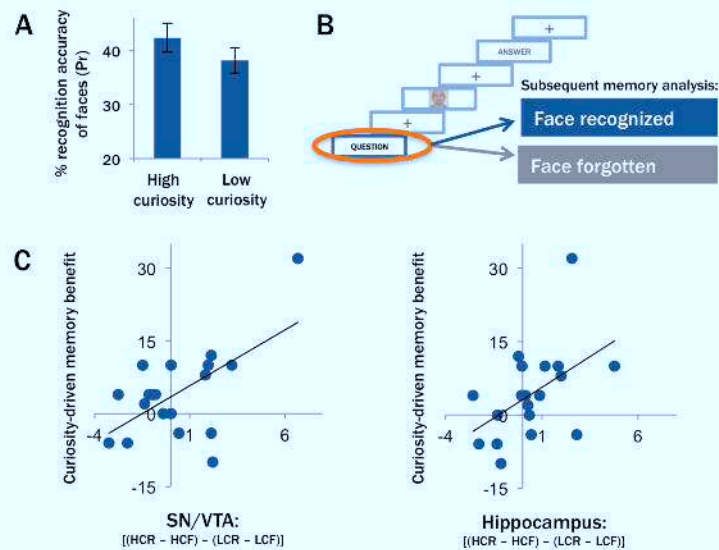 A
% recognition accuracy
of faces (Pr)
40
30
20
High
curiosity
Low
curiosity
B
+
ANSWER
+
+
QUESTION
Subsequent memory analysis:
Face recognized
Face forgotten
C
Curiosity-driven memory benefit
30
15
0
-15
-4
1
6
SN/VTA:
[(HCR – HCF) – (LCR – LCF)]
Curiosity-driven memory benefit
30
15
0
-15
-4
1
6
Hippocampus:
[(HCR – HCF) – (LCR – LCF)]